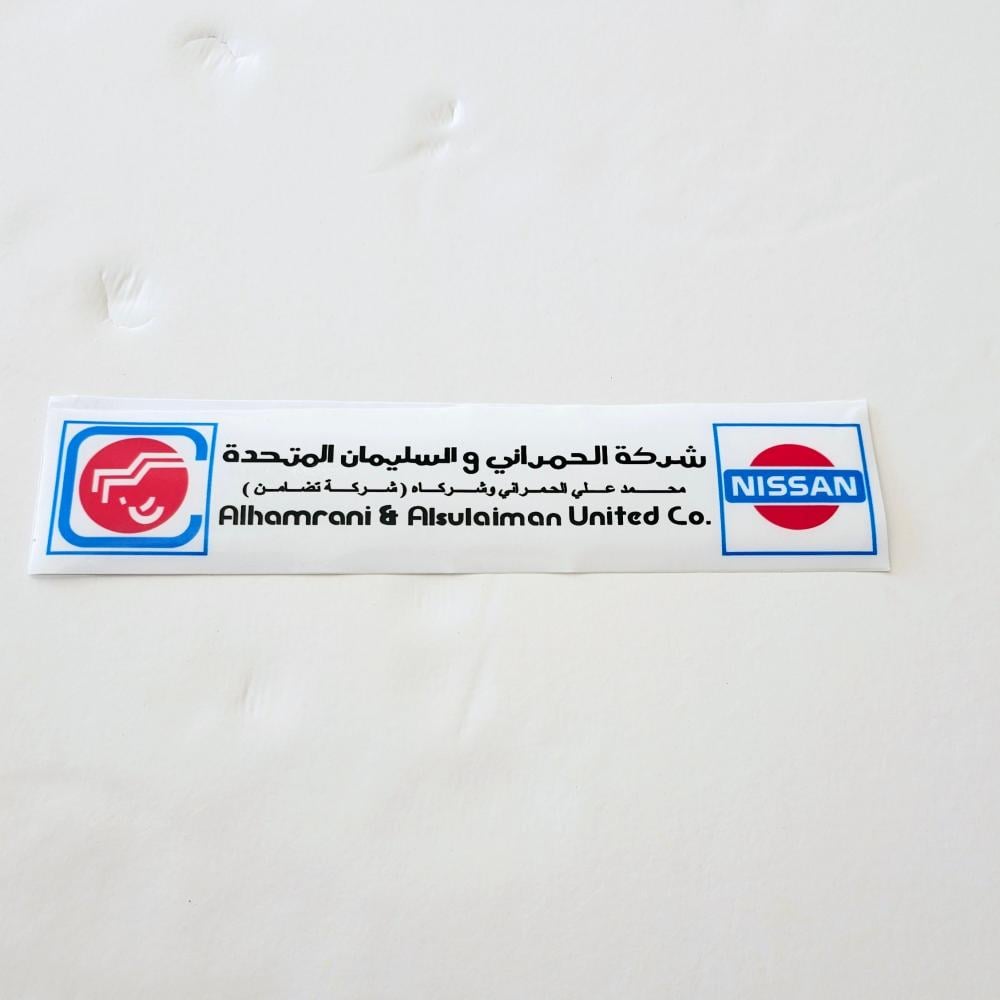 شركة الحمراني و السليمان المتحدة
محمد علي الحمراني وشركاه ( شركة تضامن )
Alhamrani & Alsulaiman United Co.
NISSAN